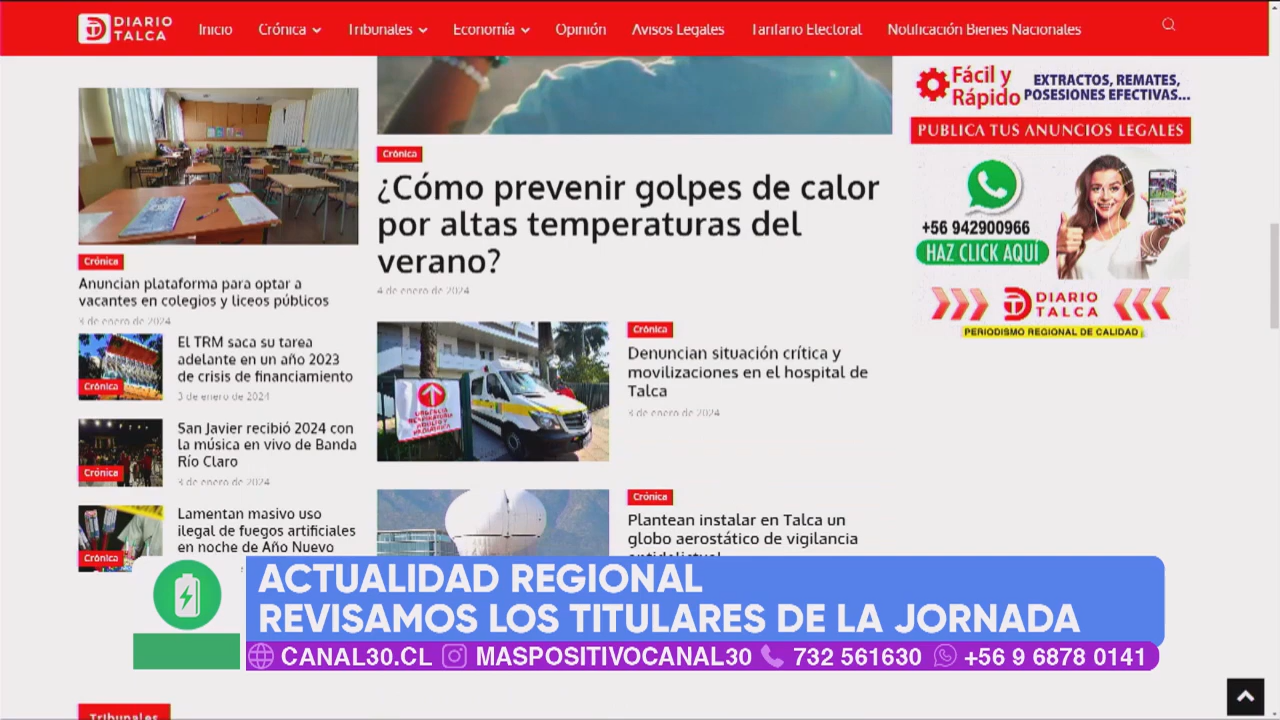 DIARIO
TALCA
Inicio
Crónica
Tribunales
Economía
Opinión
Avisos Legales
Tarifario Electoral
Notificación Bienes Nacionales
Crónica
Anuncian plataforma para optar a
vacantes en colegios y liceos públicos
3 de enero de 2024
Crónica
El TRM saca su tarea
adelante en un año 2023
de crisis de financiamiento
3 de enero de 2024
Crónica
San Javier recibió 2024 con
la música en vivo de Banda
Río Claro
3 de enero de 2024
Crónica
Lamentan masivo uso
ilegal de fuegos artificiales
en noche de Año Nuevo
Crónica
¿Cómo prevenir golpes de calor
por altas temperaturas del
verano?
4 de enero de 2024
URGENCIA
RESPIRATORIA
ADULTO Y
PEDIATRICA
Crónica
Denuncian situación crítica y
movilizaciones en el hospital de
Talca
3 de enero de 2024
Crónica
Plantean instalar en Talca un
globo aerostático de vigilancia
antidelictual
Fácil y
Rápido
EXTRACTOS, REMATES,
POSESIONES EFECTIVAS...
PUBLICA TUS ANUNCIOS LEGALES
+56 942900966
HAZ CLICK AQUÍ
DIARIO
TALCA
PERIODISMO REGIONAL DE CALIDAD
ACTUALIDAD REGIONAL
REVISAMOS LOS TITULARES DE LA JORNADA
CANAL30.CL MASPOSITIVOCANAL30 732 561630 +56 9 6878 0141
Tribunales